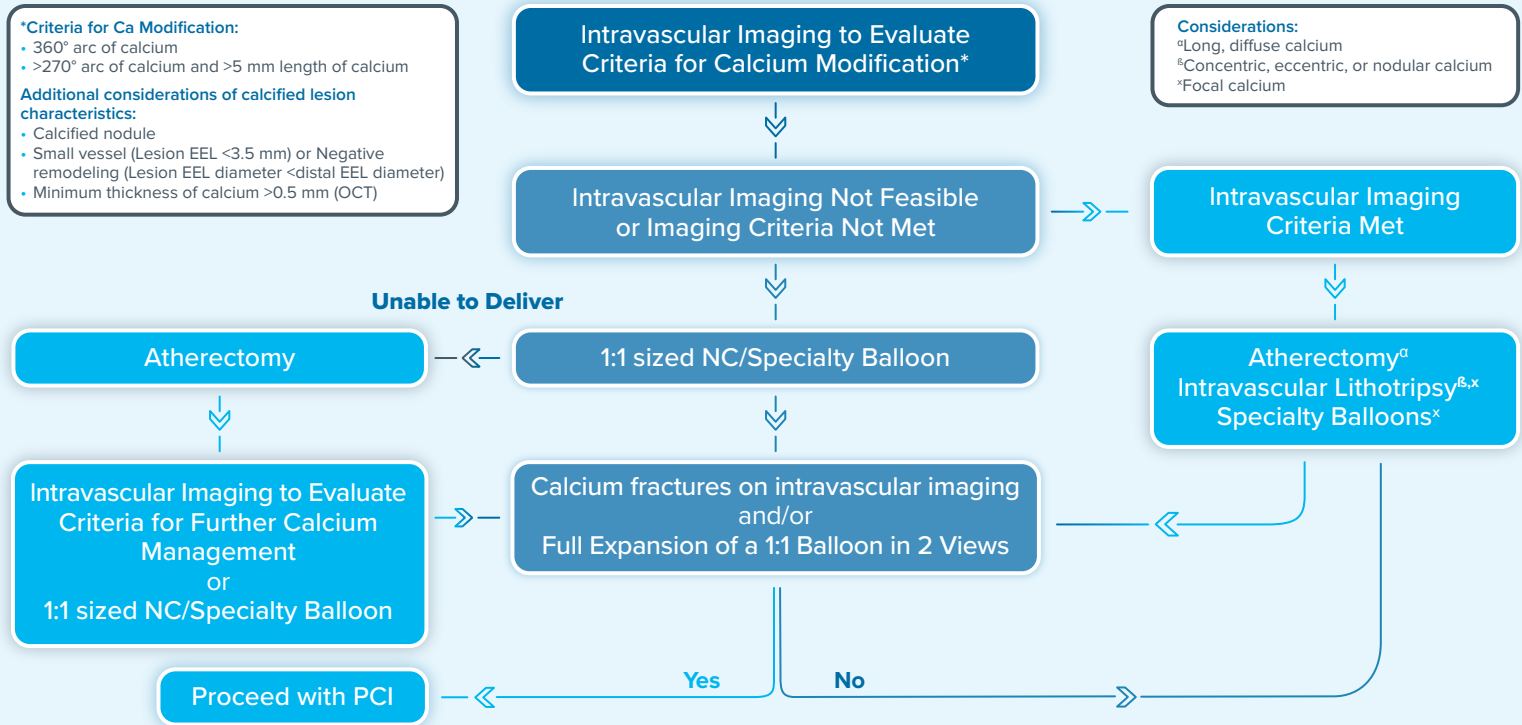 *Criteria for Ca Modification:
• 360° arc of calcium
• >270° arc of calcium and >5 mm length of calcium
Additional considerations of calcified lesion
characteristics:
• Calcified nodule
• Small vessel (Lesion EEL <3.5 mm) or Negative
remodeling (Lesion EEL diameter <distal EEL diameter)
• Minimum thickness of calcium >0.5 mm (OCT)
Intravascular Imaging to Evaluate
Criteria for Calcium Modification*
Considerations:
ᵅLong, diffuse calcium
ᵝConcentric, eccentric, or nodular calcium
ˣFocal calcium
Intravascular Imaging Not Feasible
or Imaging Criteria Not Met
Intravascular Imaging
Criteria Met
Unable to Deliver
Atherectomy
1:1 sized NC/Specialty Balloon
Atherectomyᵅ
Intravascular Lithotripsyᵝ,ˣ
Specialty Balloonsˣ
Intravascular Imaging to Evaluate
Criteria for Further Calcium
Management
or
1:1 sized NC/Specialty Balloon
Calcium fractures on intravascular imaging
and/or
Full Expansion of a 1:1 Balloon in 2 Views
Yes
No
Proceed with PCI